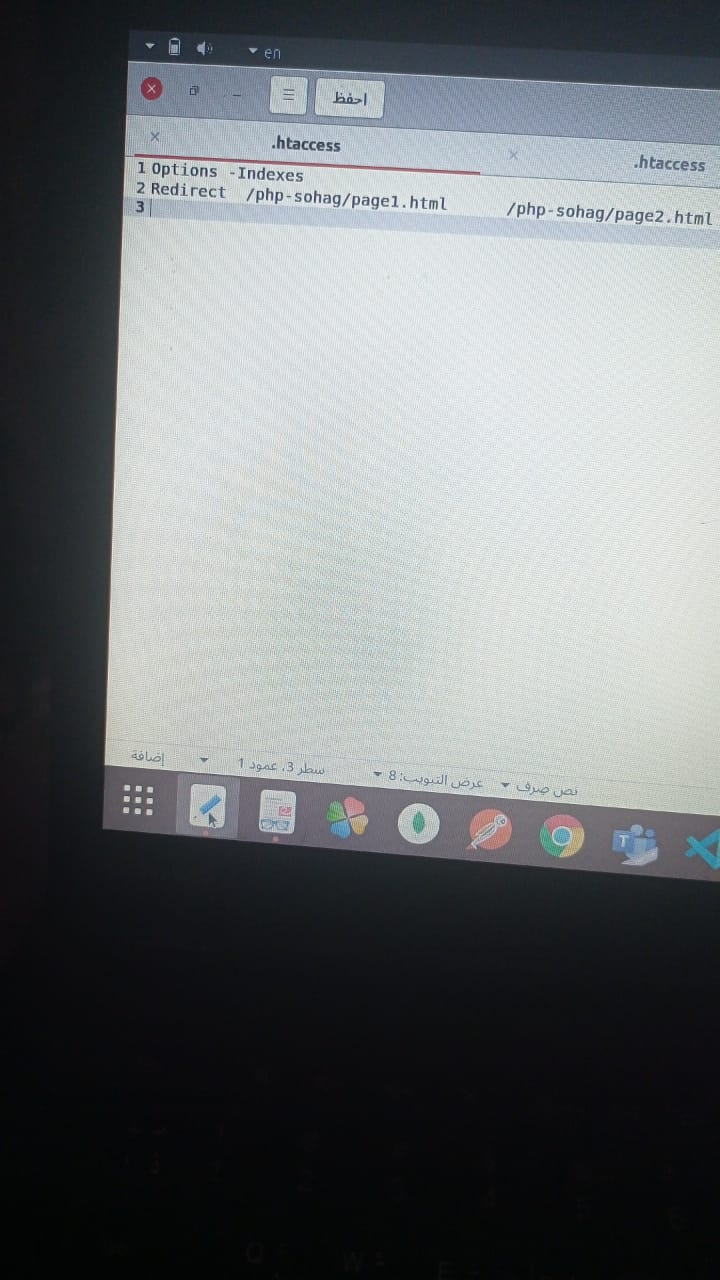 en
احفظ
.htaccess
.htaccess
1 Options -Indexes
2 Redirect /php-sohag/page1.html /php-sohag/page2.html
3
إضافة
سطر 3، عمود 1
عرض التبويب: 8
نص صرف
T